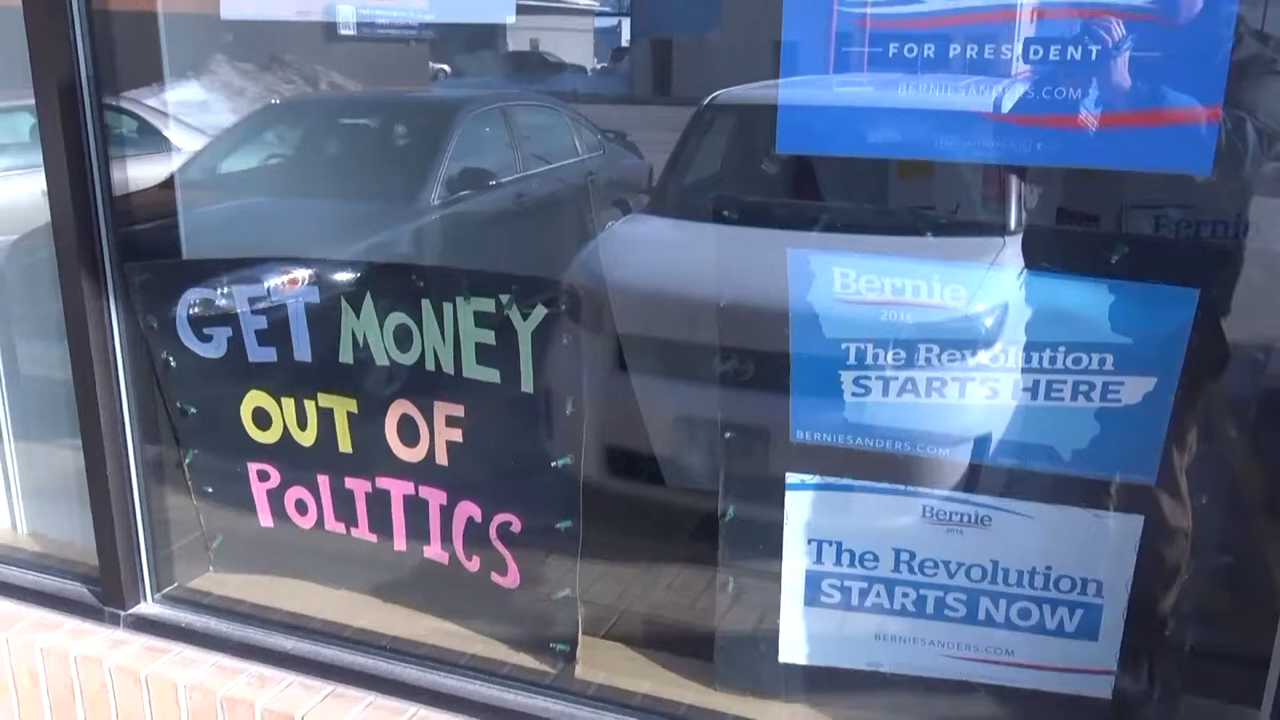 FOR PRESIDENT
BERNIESANDERS.COM
Bernie
GET MONEY
OUT OF
POLITICS
Bernie
2016
The Revolution
STARTS HERE
BERNIESANDERS.COM
Bernie
2016
The Revolution
STARTS NOW
BERNIESANDERS.COM